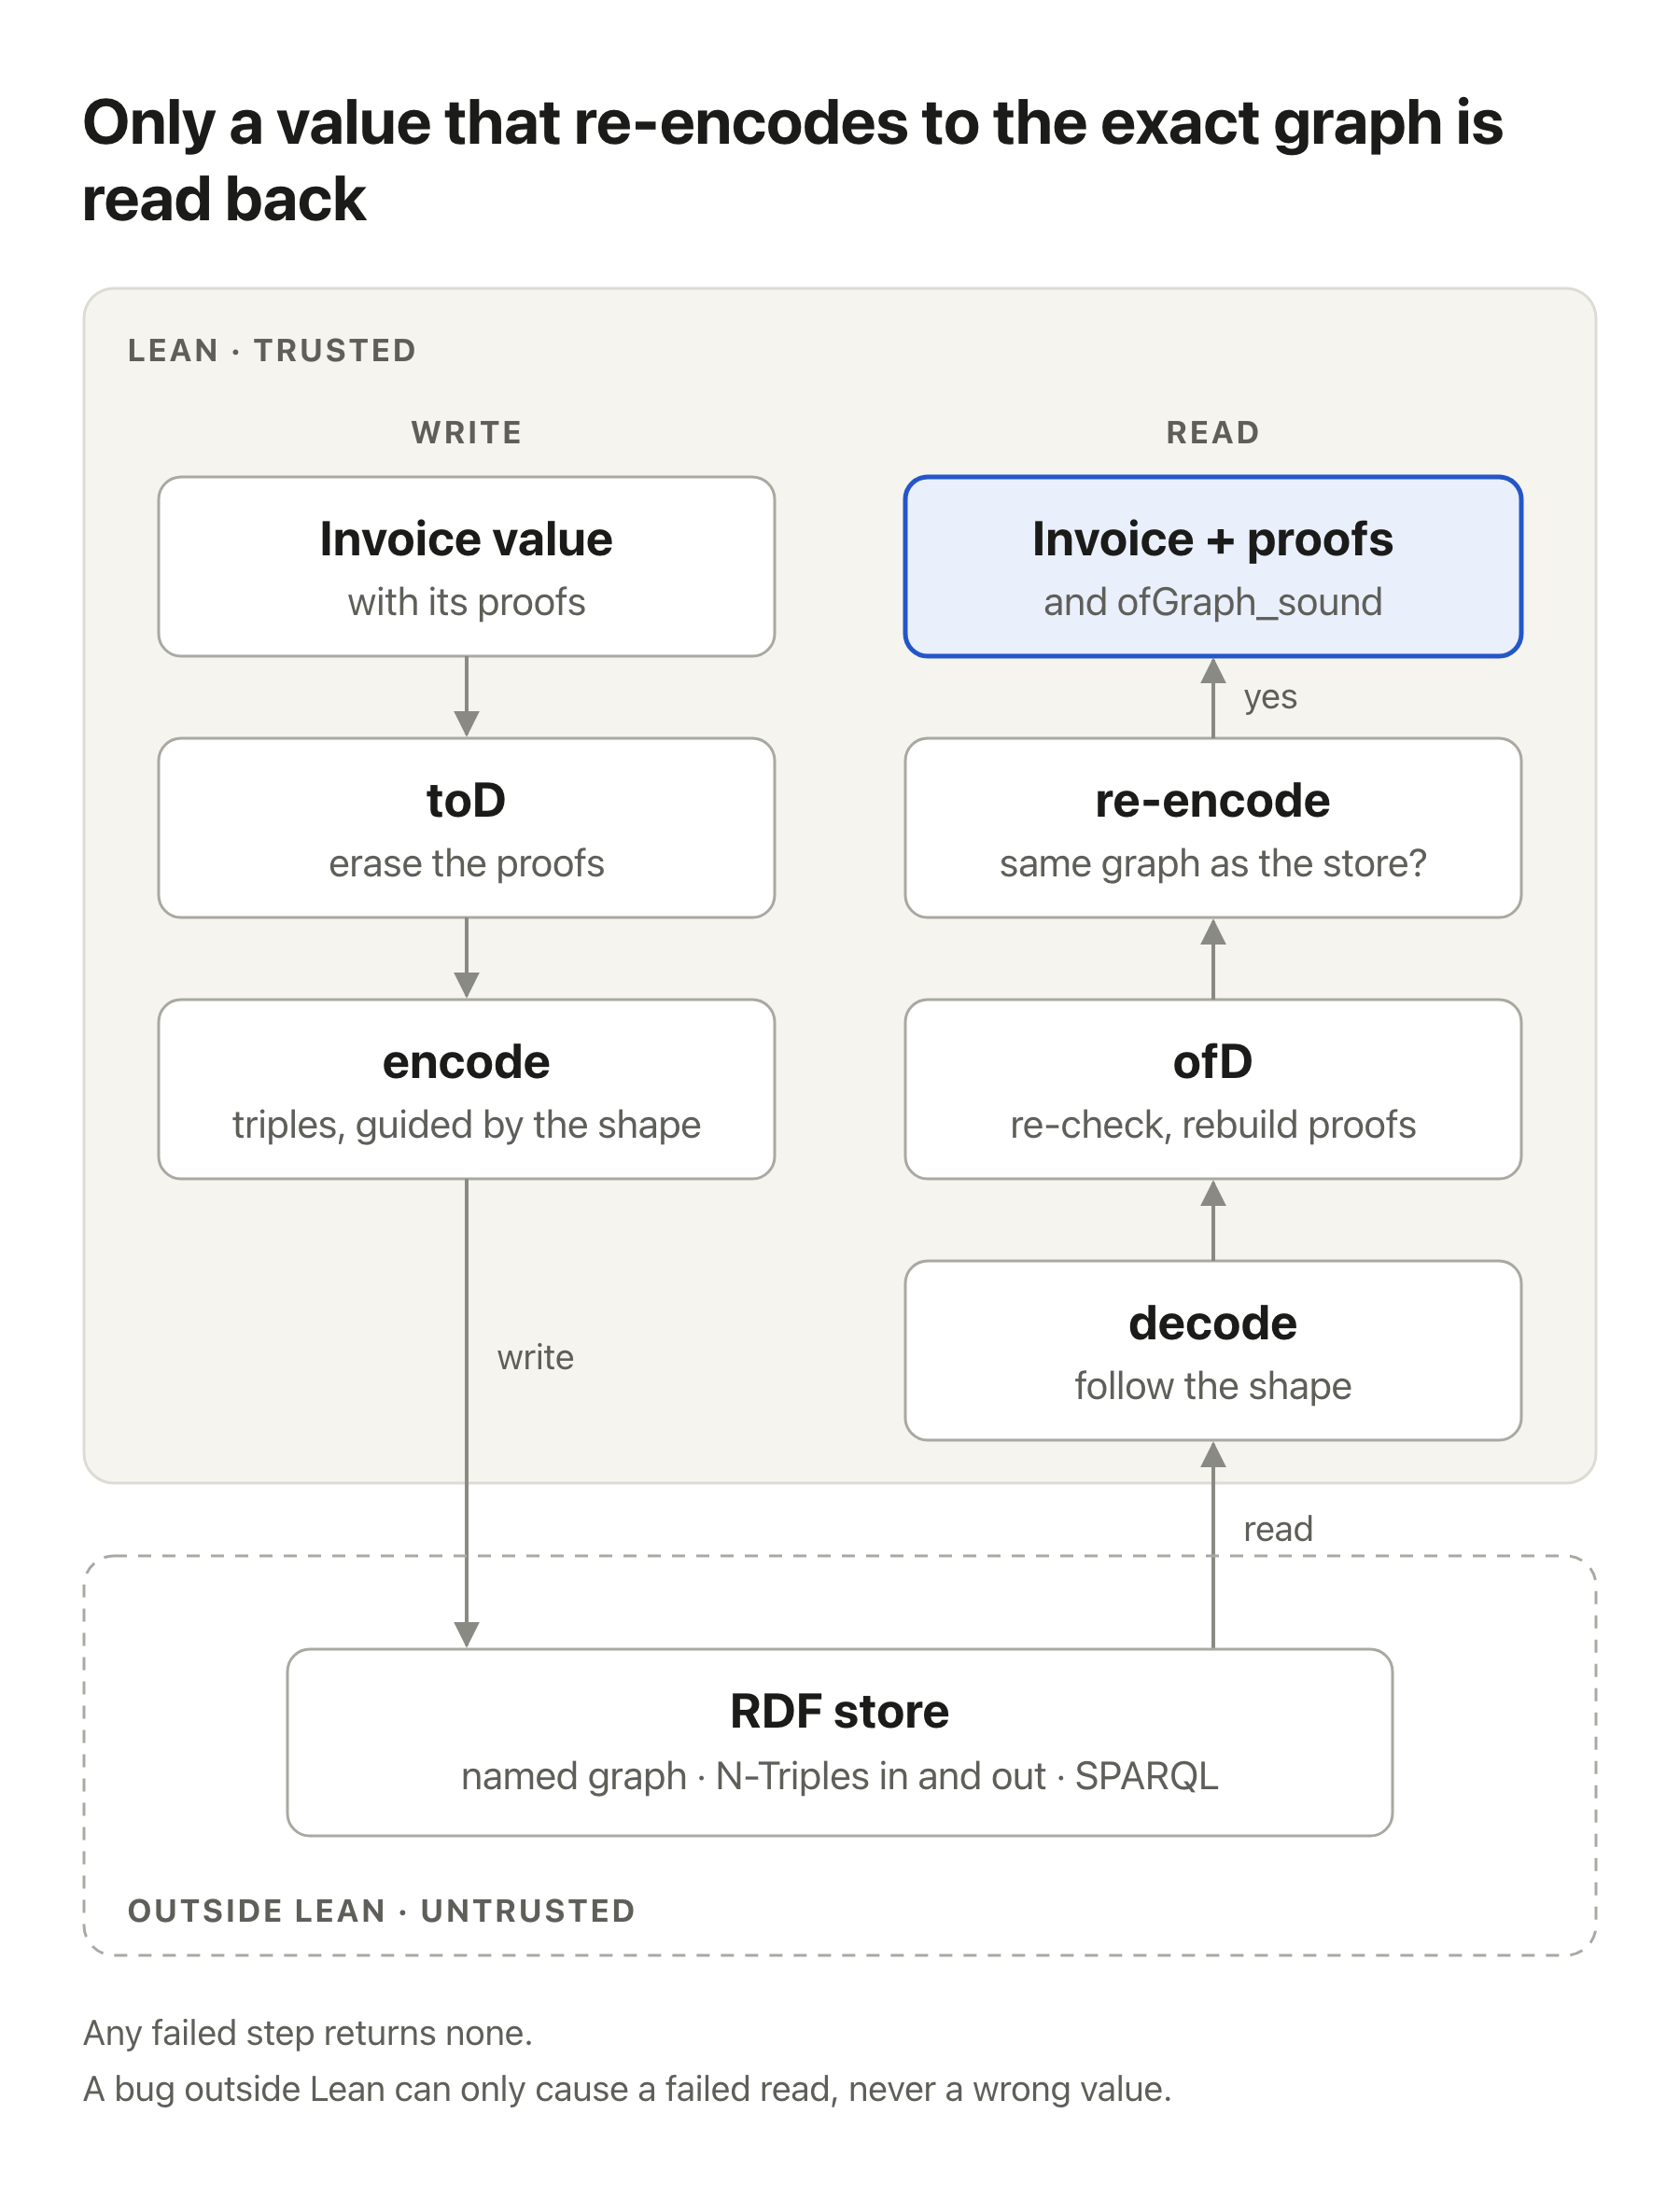 Only a value that re-encodes to the exact graph is
read back
LEAN · TRUSTED
WRITE
Invoice value
with its proofs
toD
erase the proofs
encode
triples, guided by the shape
write
READ
Invoice + proofs
and ofGraph_sound
yes
re-encode
same graph as the store?
ofD
re-check, rebuild proofs
decode
follow the shape
read
RDF store
named graph · N-Triples in and out · SPARQL
OUTSIDE LEAN · UNTRUSTED
Any failed step returns none.
A bug outside Lean can only cause a failed read, never a wrong value.